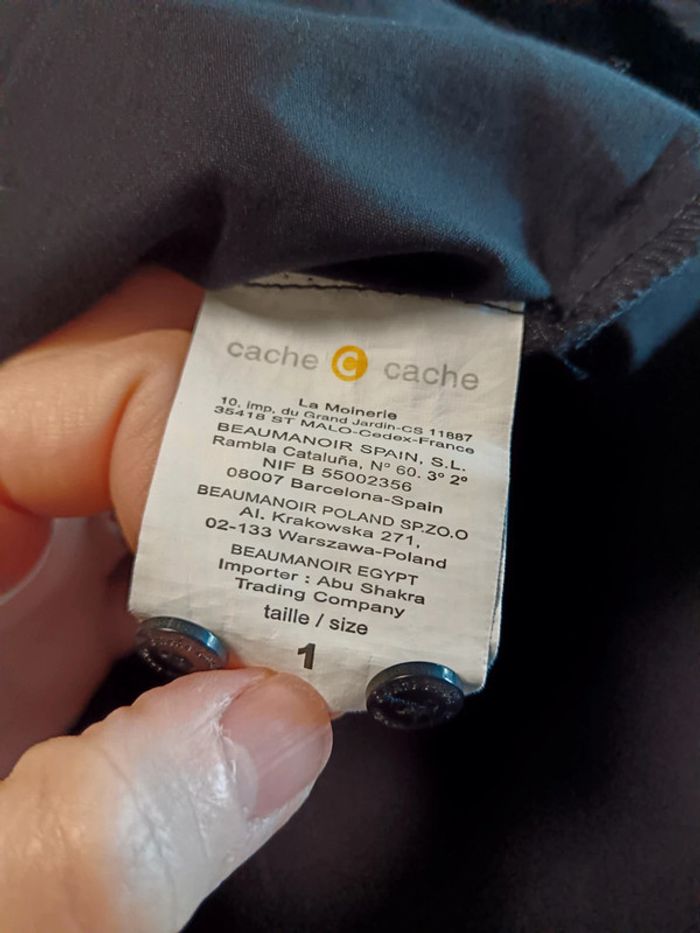 cache C cache
La Moinerie
10, imp. du Grand Jardin-CS 11887
35418 ST MALO-Cedex-France
BEAUMANOIR SPAIN, S.L.
Rambla Cataluña, Nº 60. 3º 2º
NIF B 55002356
08007 Barcelona-Spain
BEAUMANOIR POLAND SP.ZO.O
Al. Krakowska 271,
02-133 Warszawa-Poland
BEAUMANOIR EGYPT
Importer : Abu Shakra
Trading Company
taille / size
1